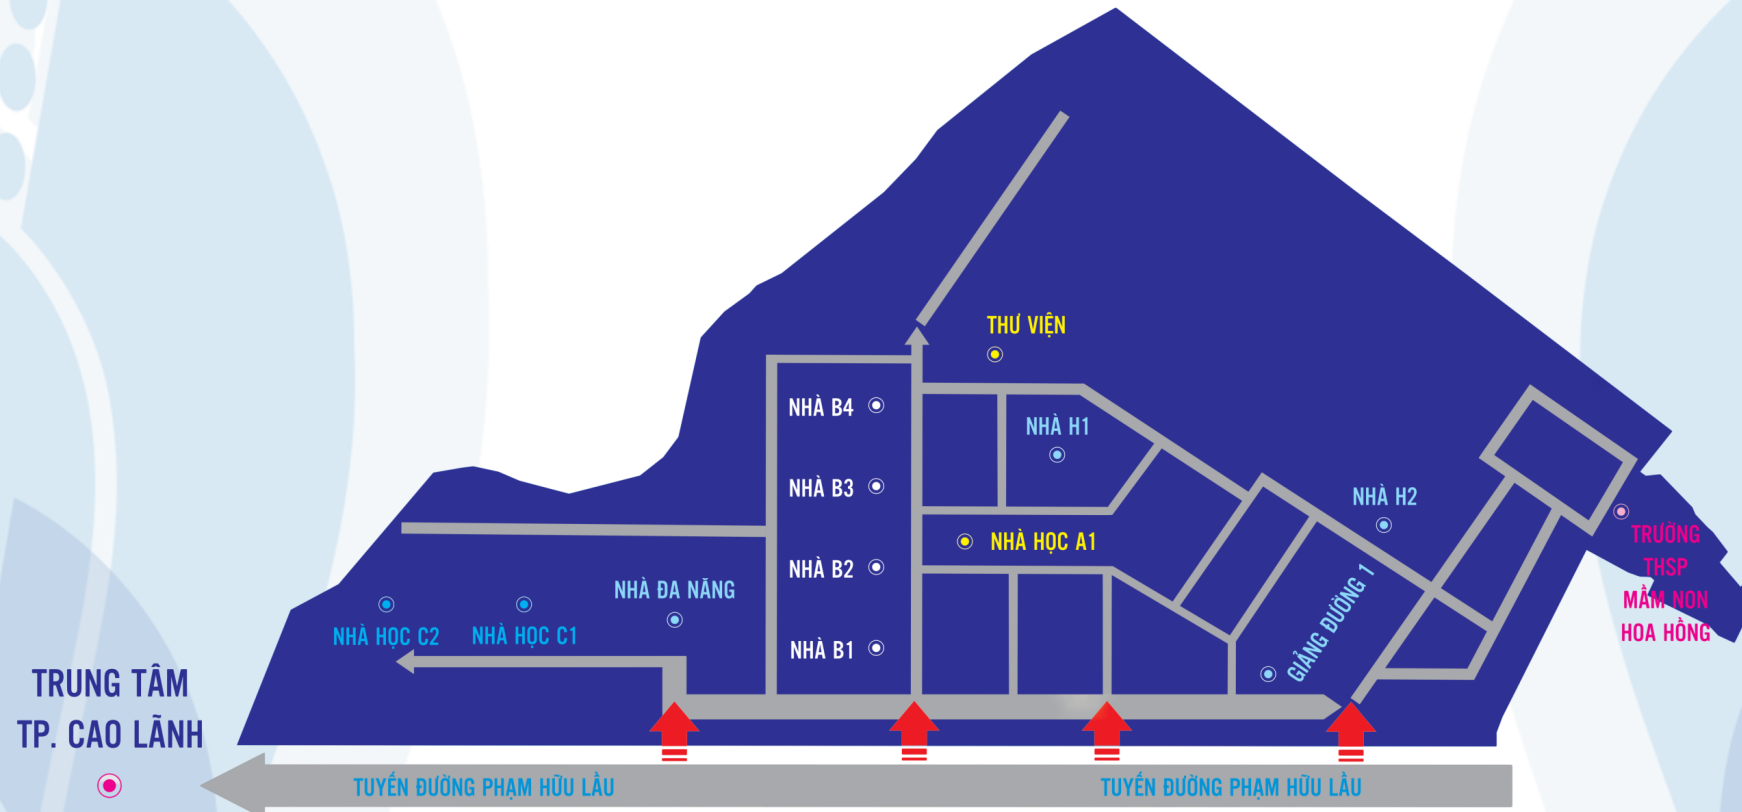 THƯ VIỆN
NHÀ B4
NHÀ H1
NHÀ B3
NHÀ H2
NHÀ HỌC A1
TRƯỜNG
THSP
MẦM NON
HOA HỒNG
NHÀ B2
NHÀ ĐA NĂNG
GIẢNG ĐƯỜNG 1
NHÀ HỌC C2
NHÀ HỌC C1
NHÀ B1
TRUNG TÂM
TP. CAO LÃNH
TUYẾN ĐƯỜNG PHẠM HỮU LẦU
TUYẾN ĐƯỜNG PHẠM HỮU LẦU